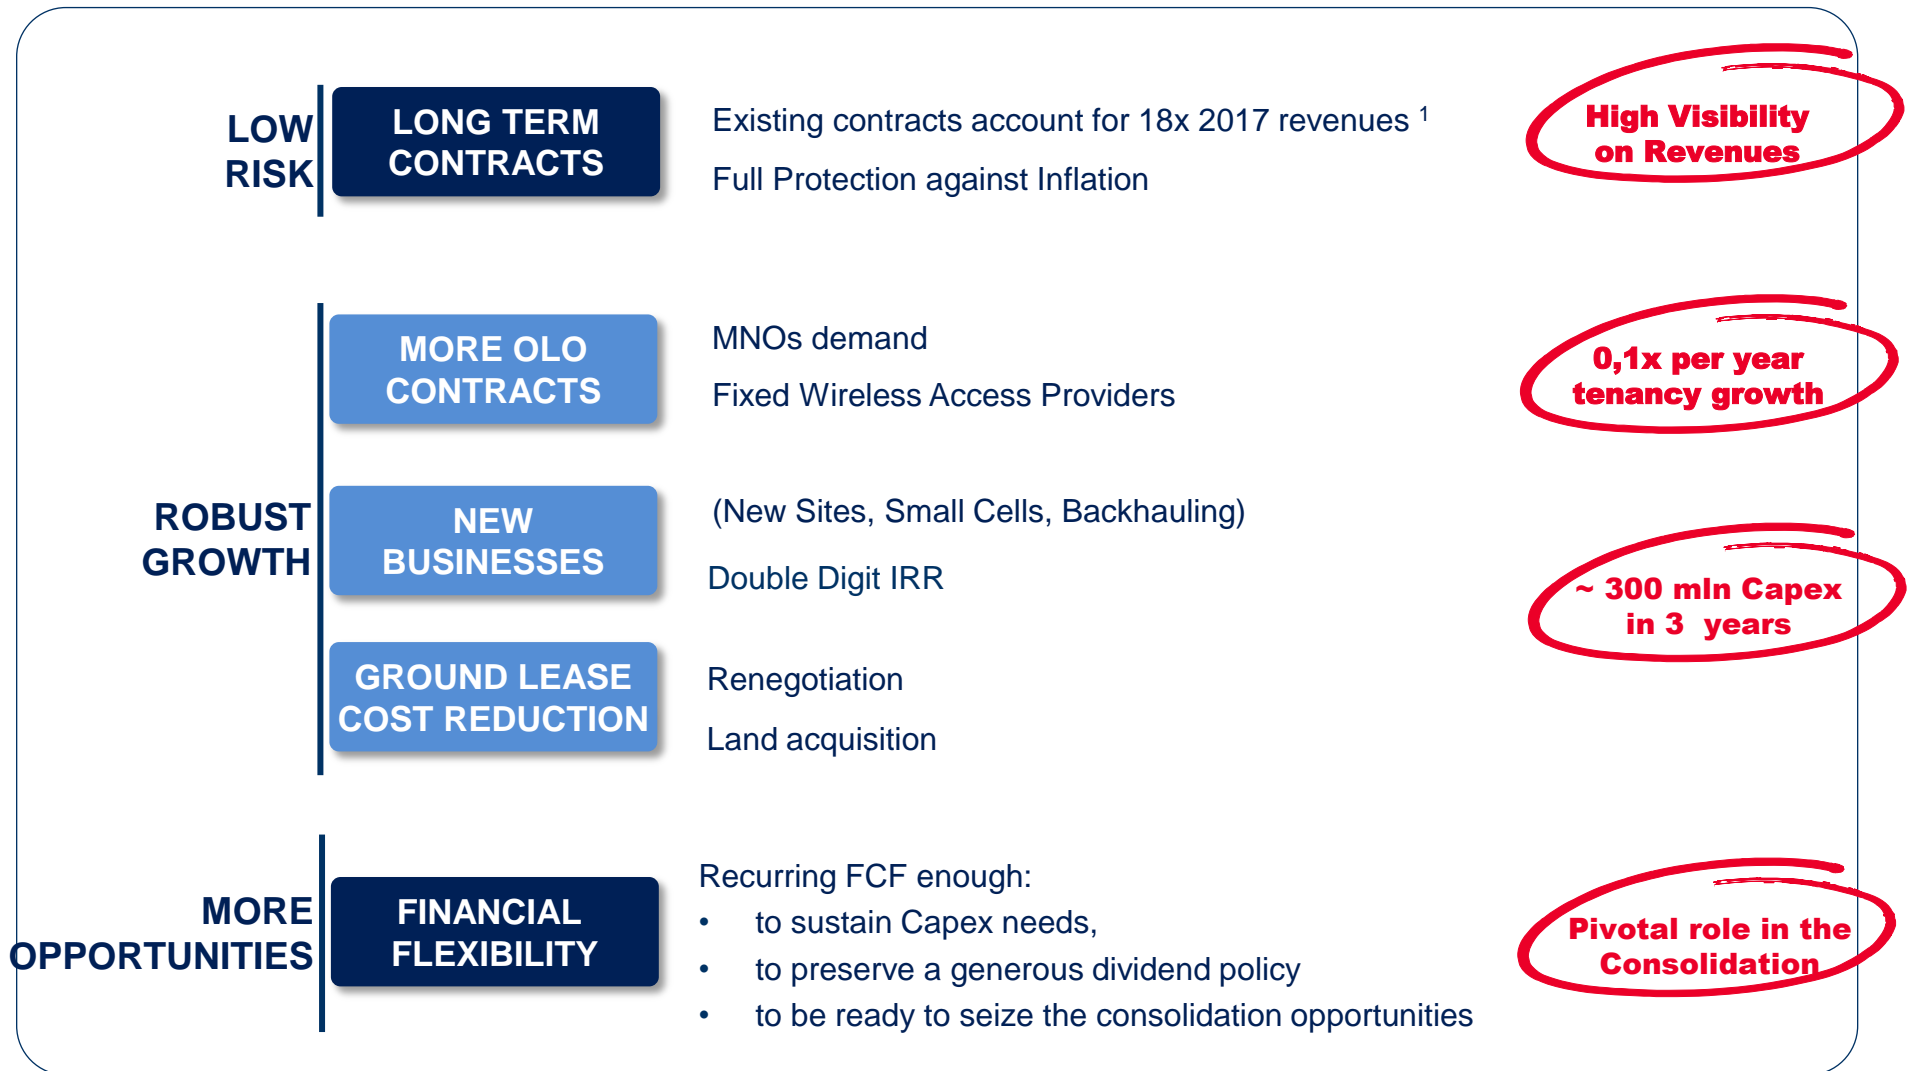 LOW
RISK
LONG TERM
CONTRACTS
Existing contracts account for 18x 2017 revenues 1
Full Protection against Inflation
High Visibility
on Revenues
ROBUST
GROWTH
MORE OLO
CONTRACTS
MNOs demand
Fixed Wireless Access Providers
0,1x per year
tenancy growth
NEW
BUSINESSES
(New Sites, Small Cells, Backhauling)
Double Digit IRR
~ 300 mln Capex
in 3 years
GROUND LEASE
COST REDUCTION
Renegotiation
Land acquisition
MORE
OPPORTUNITIES
FINANCIAL
FLEXIBILITY
Recurring FCF enough:
• to sustain Capex needs,
• to preserve a generous dividend policy
• to be ready to seize the consolidation opportunities
Pivotal role in the
Consolidation